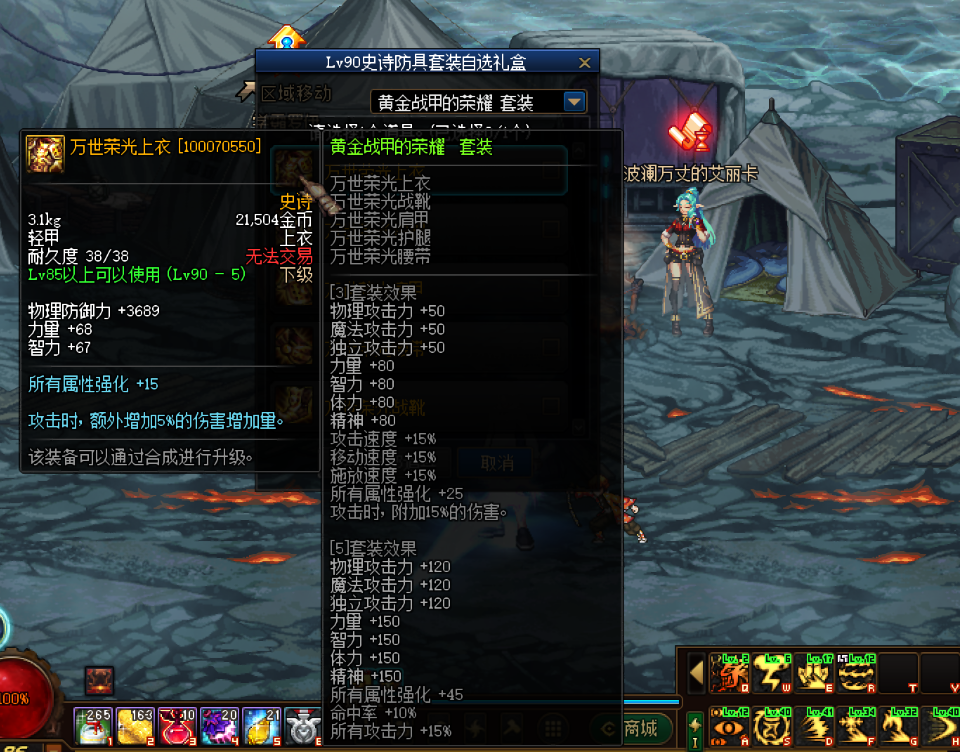 Lv90史诗防具套装自选礼盒
区域移动
黄金战甲的荣耀 套装
波澜万丈的艾丽卡
万世荣光上衣 [100070550]
史诗
3.1kg
21,504金币
轻甲
上衣
耐久度 38/38
无法交易
Lv85以上可以使用 (Lv90 - 5)
下级
物理防御力 +3689
力量 +68
智力 +67
所有属性强化 +15
攻击时, 额外增加5%的伤害增加量。
该装备可以通过合成进行升级。
黄金战甲的荣耀 套装
万世荣光上衣
万世荣光战靴
万世荣光肩甲
万世荣光护腿
万世荣光腰带
[3]套装效果
物理攻击力 +50
魔法攻击力 +50
独立攻击力 +50
力量 +80
智力 +80
体力 +80
精神 +80
攻击速度 +15%
移动速度 +15%
施放速度 +15%
所有属性强化 +25
攻击时, 附加15%的伤害。
[5]套装效果
物理攻击力 +120
魔法攻击力 +120
独立攻击力 +120
力量 +150
智力 +150
体力 +150
精神 +150
所有属性强化 +45
命中率 +10%
所有攻击力 +15%
取消
商城
100%
265
163
10
20
21